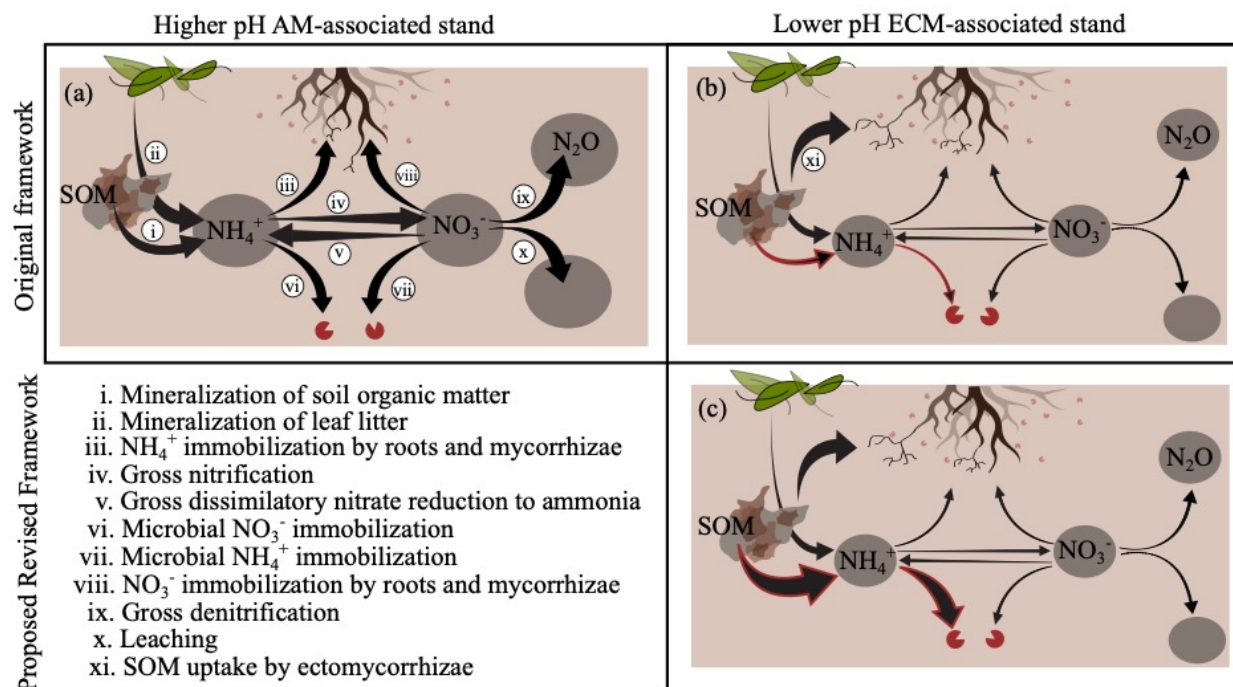 Higher pH AM-associated stand
Lower pH ECM-associated stand
Original framework
(a)
ii
SOM
i
NH₄⁺
iii
iv
v
vi
vii
viii
NO₃⁻
ix
x
N₂O
(b)
xi
SOM
NH₄⁺
NO₃⁻
N₂O
Proposed Revised Framework
i. Mineralization of soil organic matter
ii. Mineralization of leaf litter
iii. NH₄⁺ immobilization by roots and mycorrhizae
iv. Gross nitrification
v. Gross dissimilatory nitrate reduction to ammonia
vi. Microbial NO₃⁻ immobilization
vii. Microbial NH₄⁺ immobilization
viii. NO₃⁻ immobilization by roots and mycorrhizae
ix. Gross denitrification
x. Leaching
xi. SOM uptake by ectomycorrhizae
(c)
SOM
NH₄⁺
NO₃⁻
N₂O